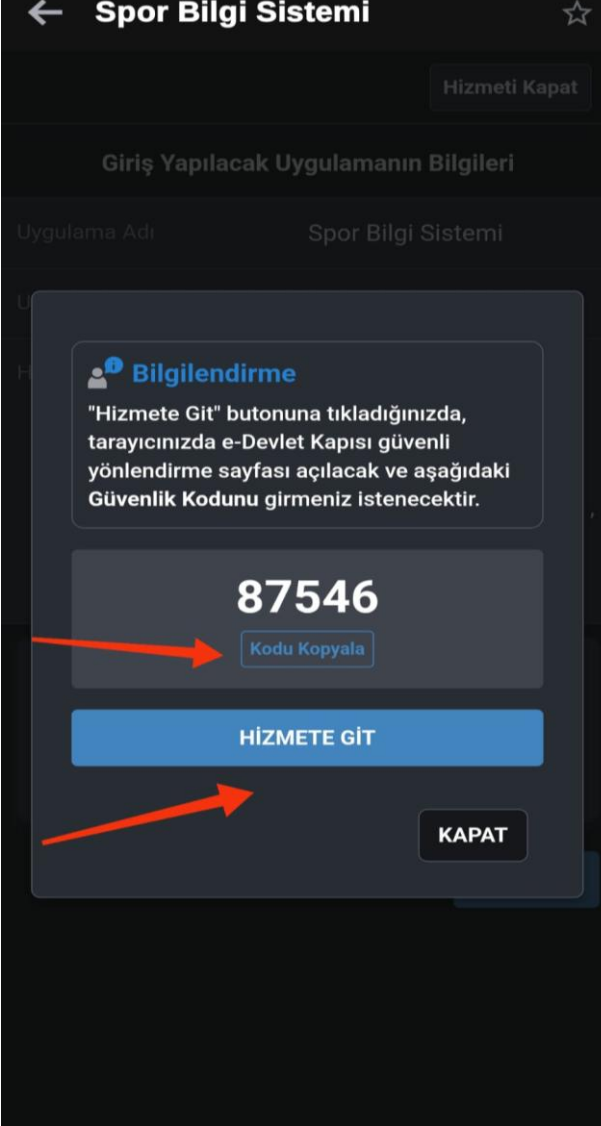 Spor Bilgi Sistemi
Hizmeti Kapat
Giriş Yapılacak Uygulamanın Bilgileri
Uygulama Adı Spor Bilgi Sistemi
Bilgilendirme
"Hizmete Git" butonuna tıkladığınızda,
tarayıcınızda e-Devlet Kapısı güvenli
yönlendirme sayfası açılacak ve aşağıdaki
Güvenlik Kodunu girmeniz istenecektir.
87546
Kodu Kopyala
HİZMETE GİT
KAPAT